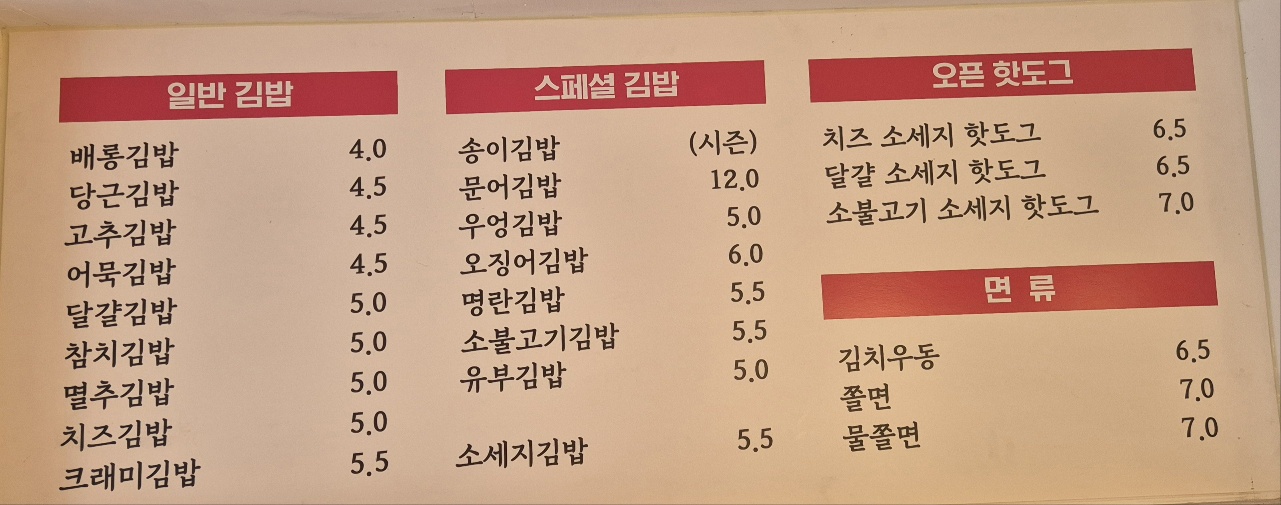 일반 김밥
배롱김밥 4.0
당근김밥 4.5
고추김밥 4.5
어묵김밥 4.5
달걀김밥 5.0
참치김밥 5.0
멸추김밥 5.0
치즈김밥 5.0
크래미김밥 5.5
스페셜 김밥
송이김밥 (시즌)
문어김밥 12.0
우엉김밥 5.0
오징어김밥 6.0
명란김밥 5.5
소불고기김밥 5.5
유부김밥 5.0
소세지김밥 5.5
오픈 핫도그
치즈 소세지 핫도그 6.5
달걀 소세지 핫도그 6.5
소불고기 소세지 핫도그 7.0
면 류
김치우동 6.5
쫄면 7.0
물쫄면 7.0